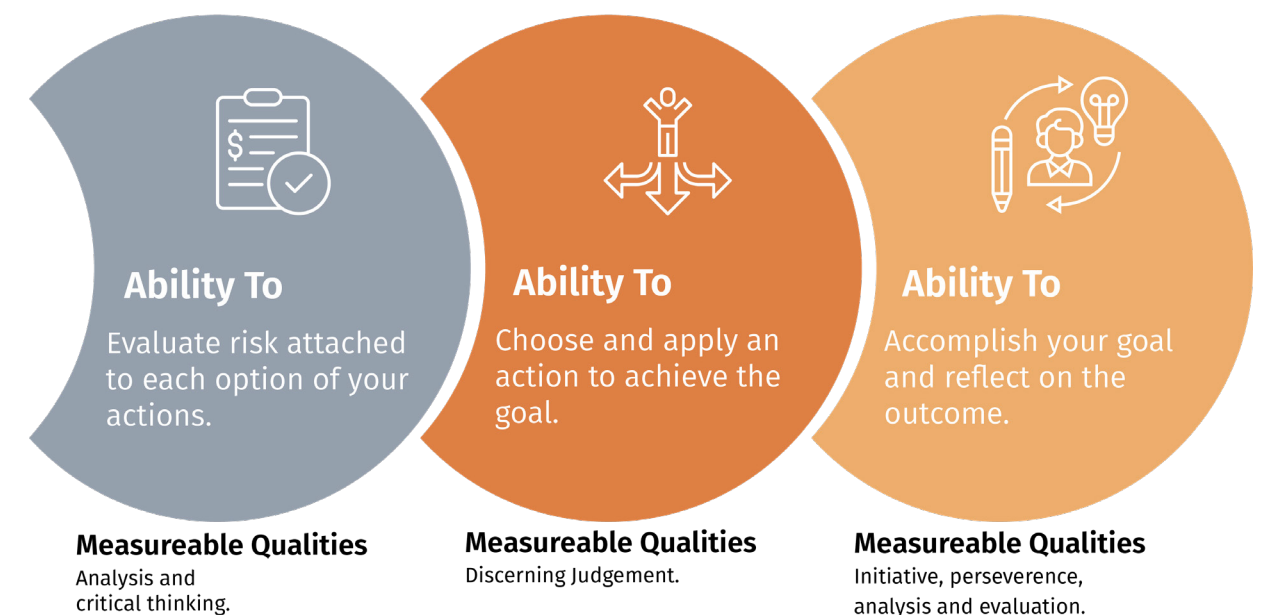 $
Ability To
Evaluate risk attached
to each option of your
actions.
Measureable Qualities
Analysis and
critical thinking.
Ability To
Choose and apply an
action to achieve the
goal.
Measureable Qualities
Discerning Judgement.
Ability To
Accomplish your goal
and reflect on the
outcome.
Measureable Qualities
Initiative, perseverence,
analysis and evaluation.